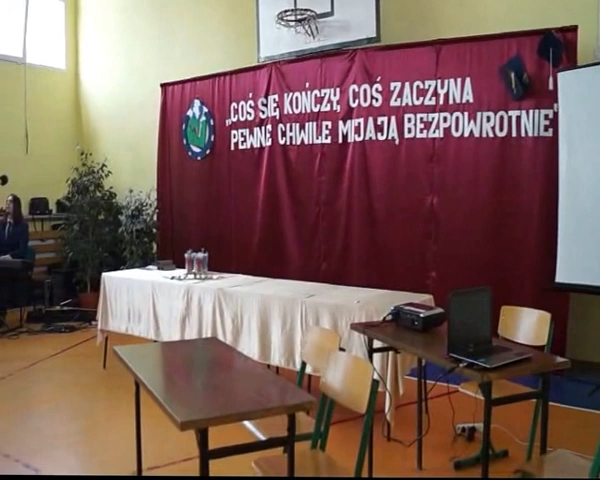 „COŚ SIĘ KOŃCZY, COŚ ZACZYNA
PEWNE CHWILE MIJAJĄ BEZPOWROTNIE"